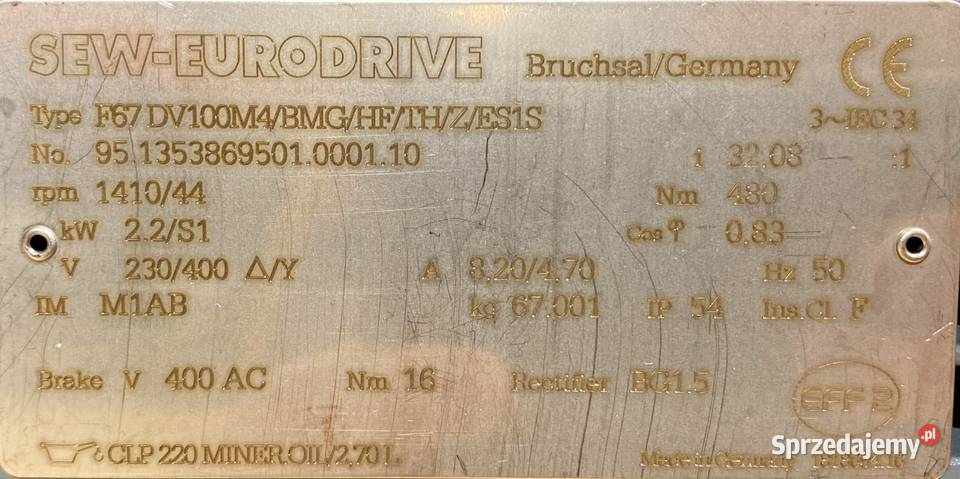 SEW-EURODRIVE Bruchsal/Germany CE
Type F67 DV100M4/BMG/HF/TH/Z/ES1S 3~IEC 34
No. 95.1353869501.0001.10 i 32.08 :1
rpm 1410/44 Nm 480
kW 2.2/S1 Cos φ 0.83
V 230/400 Δ/Y A 8.20/4.70 Hz 50
IM M1AB kg 67.001 IP 54 Ins.Cl. F
Brake V 400 AC Nm 16 Rectifier BG1.5
EFF 2
CLP 220 MINER.OIL/2,70 L
Made in Germany
Sprzedajemy.pl